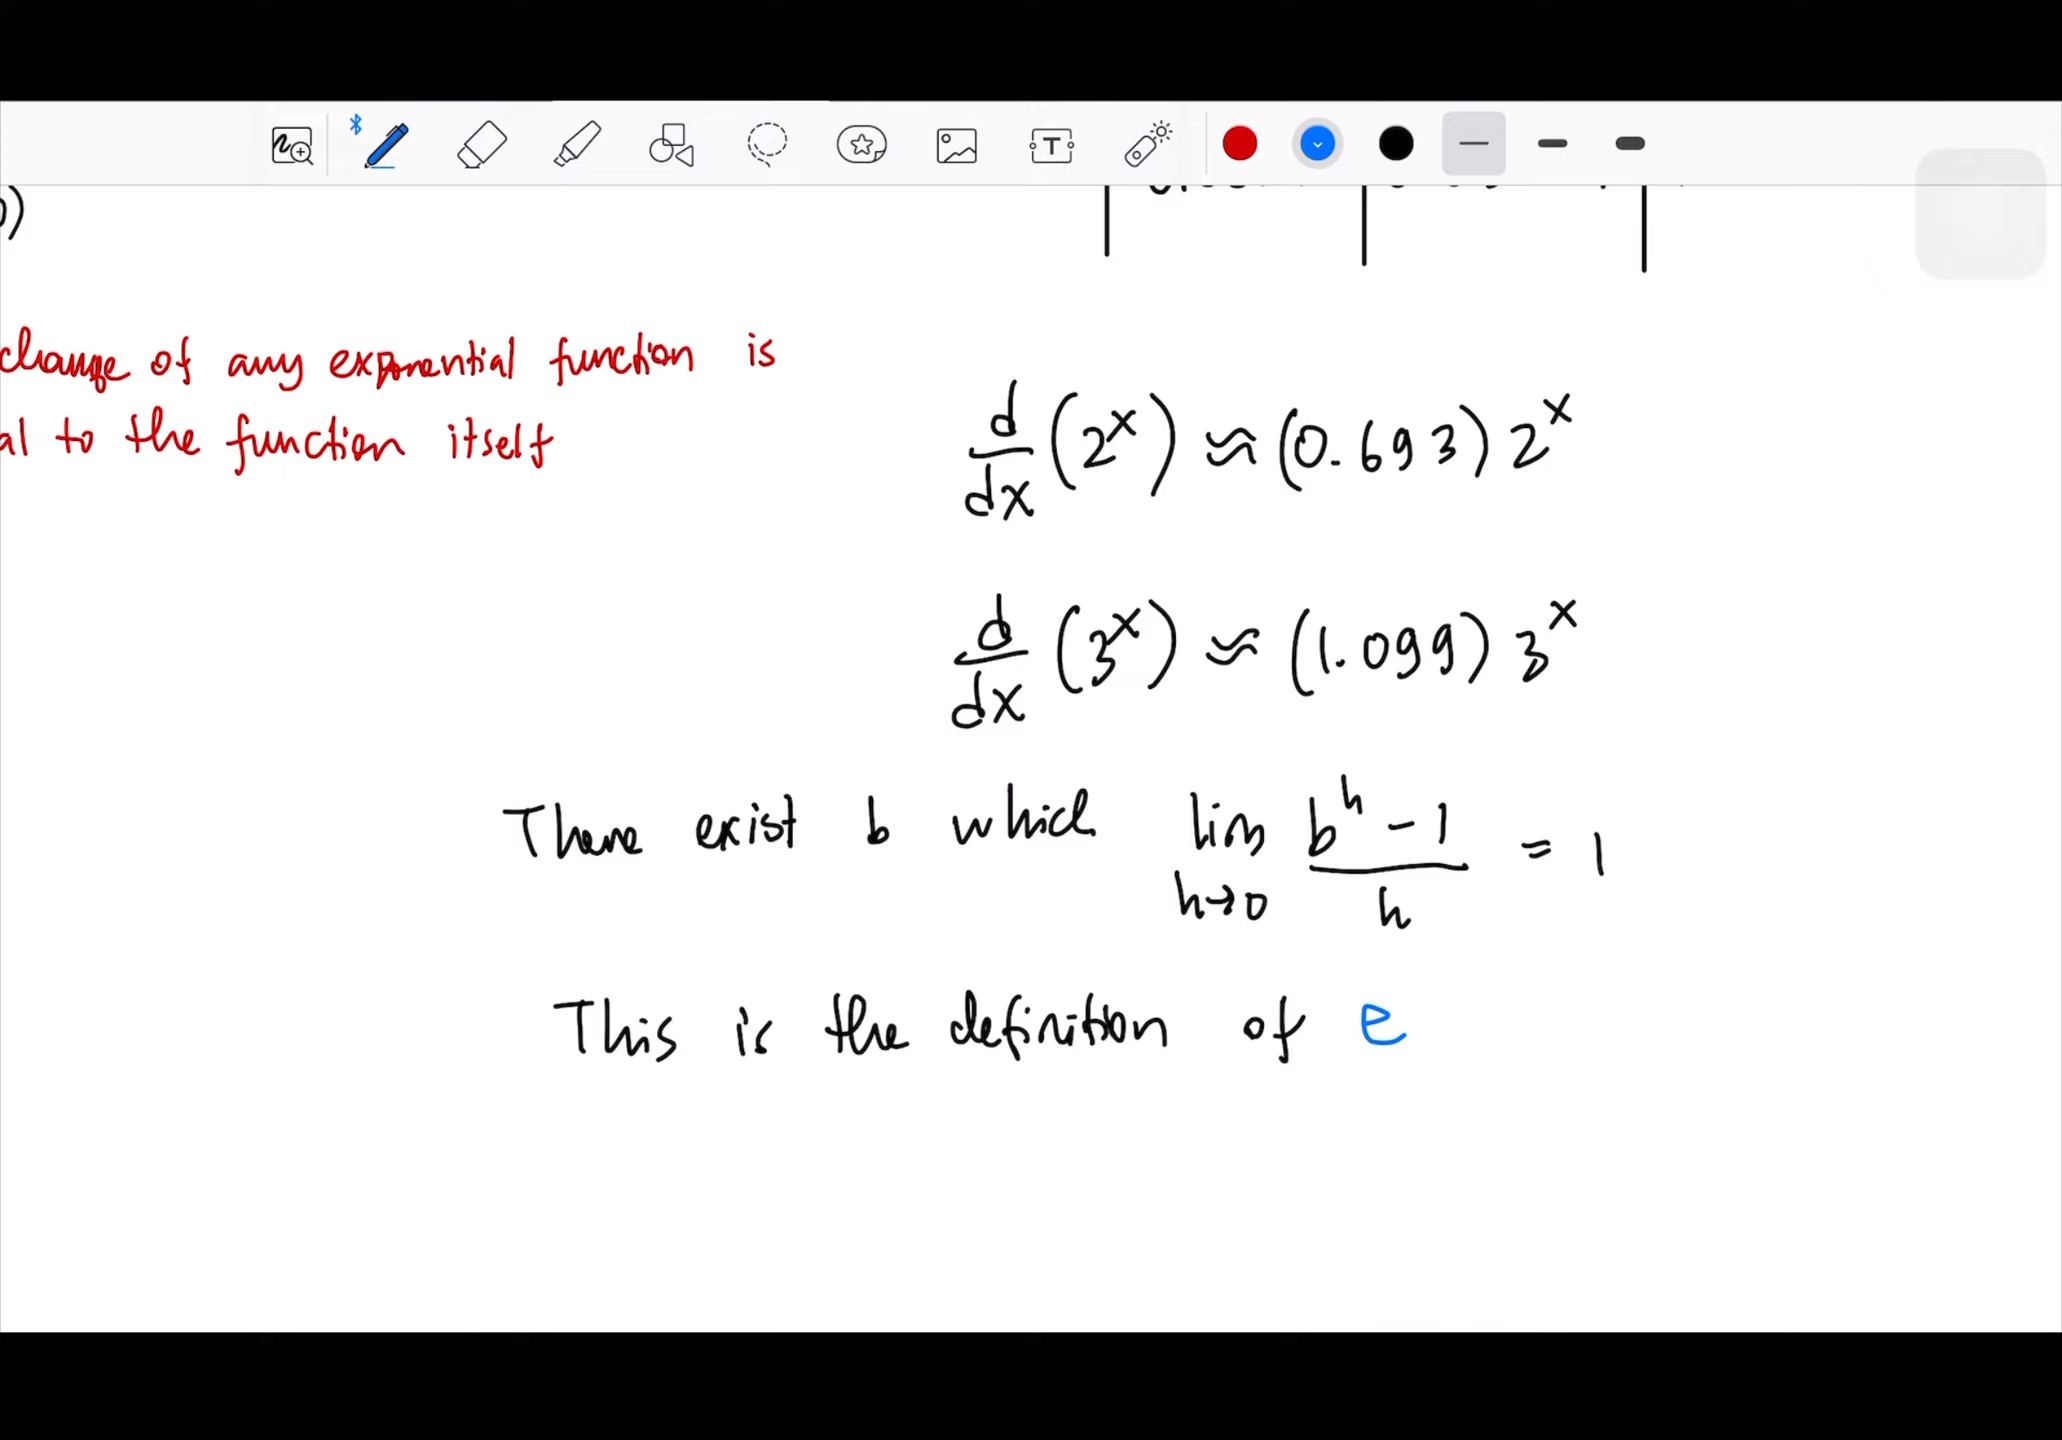 change of any exponential function is
al to the function itself
d/dx (2^x) ≈ (0.693) 2^x
d/dx (3^x) ≈ (1.099) 3^x
There exist b which lim h→0 (b^h - 1)/h = 1
This is the definition of e